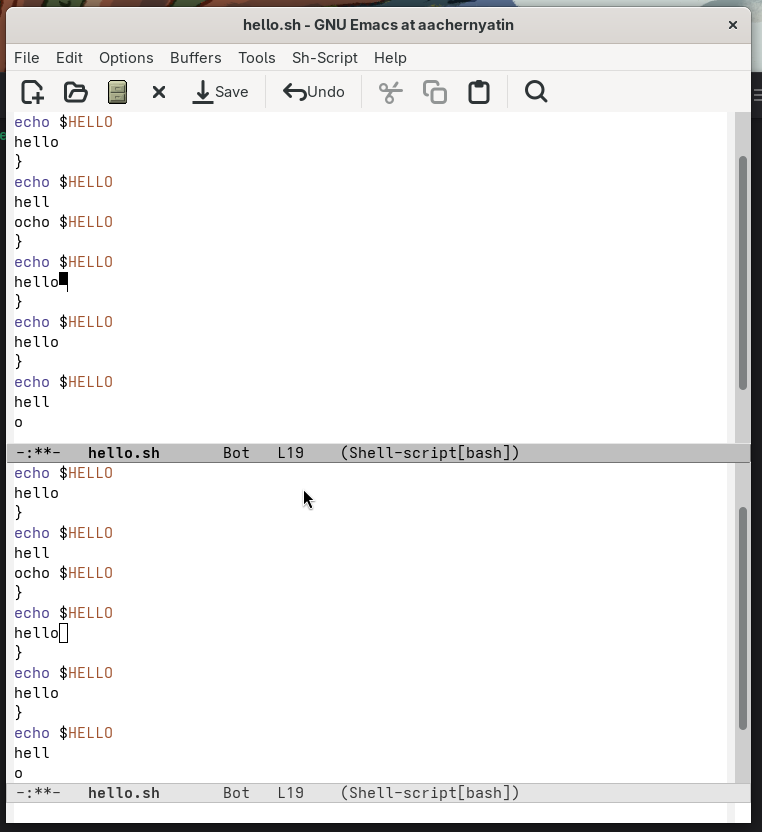 hello.sh - GNU Emacs at aachernyatin
File Edit Options Buffers Tools Sh-Script Help
Save Undo
echo $HELLO
hello
}
echo $HELLO
hell
ocho $HELLO
}
echo $HELLO
hello
}
echo $HELLO
hello
}
echo $HELLO
hell
o
-:**- hello.sh Bot L19 (Shell-script[bash])
echo $HELLO
hello
}
echo $HELLO
hell
ocho $HELLO
}
echo $HELLO
hello
}
echo $HELLO
hello
}
echo $HELLO
hell
o
-:**- hello.sh Bot L19 (Shell-script[bash])